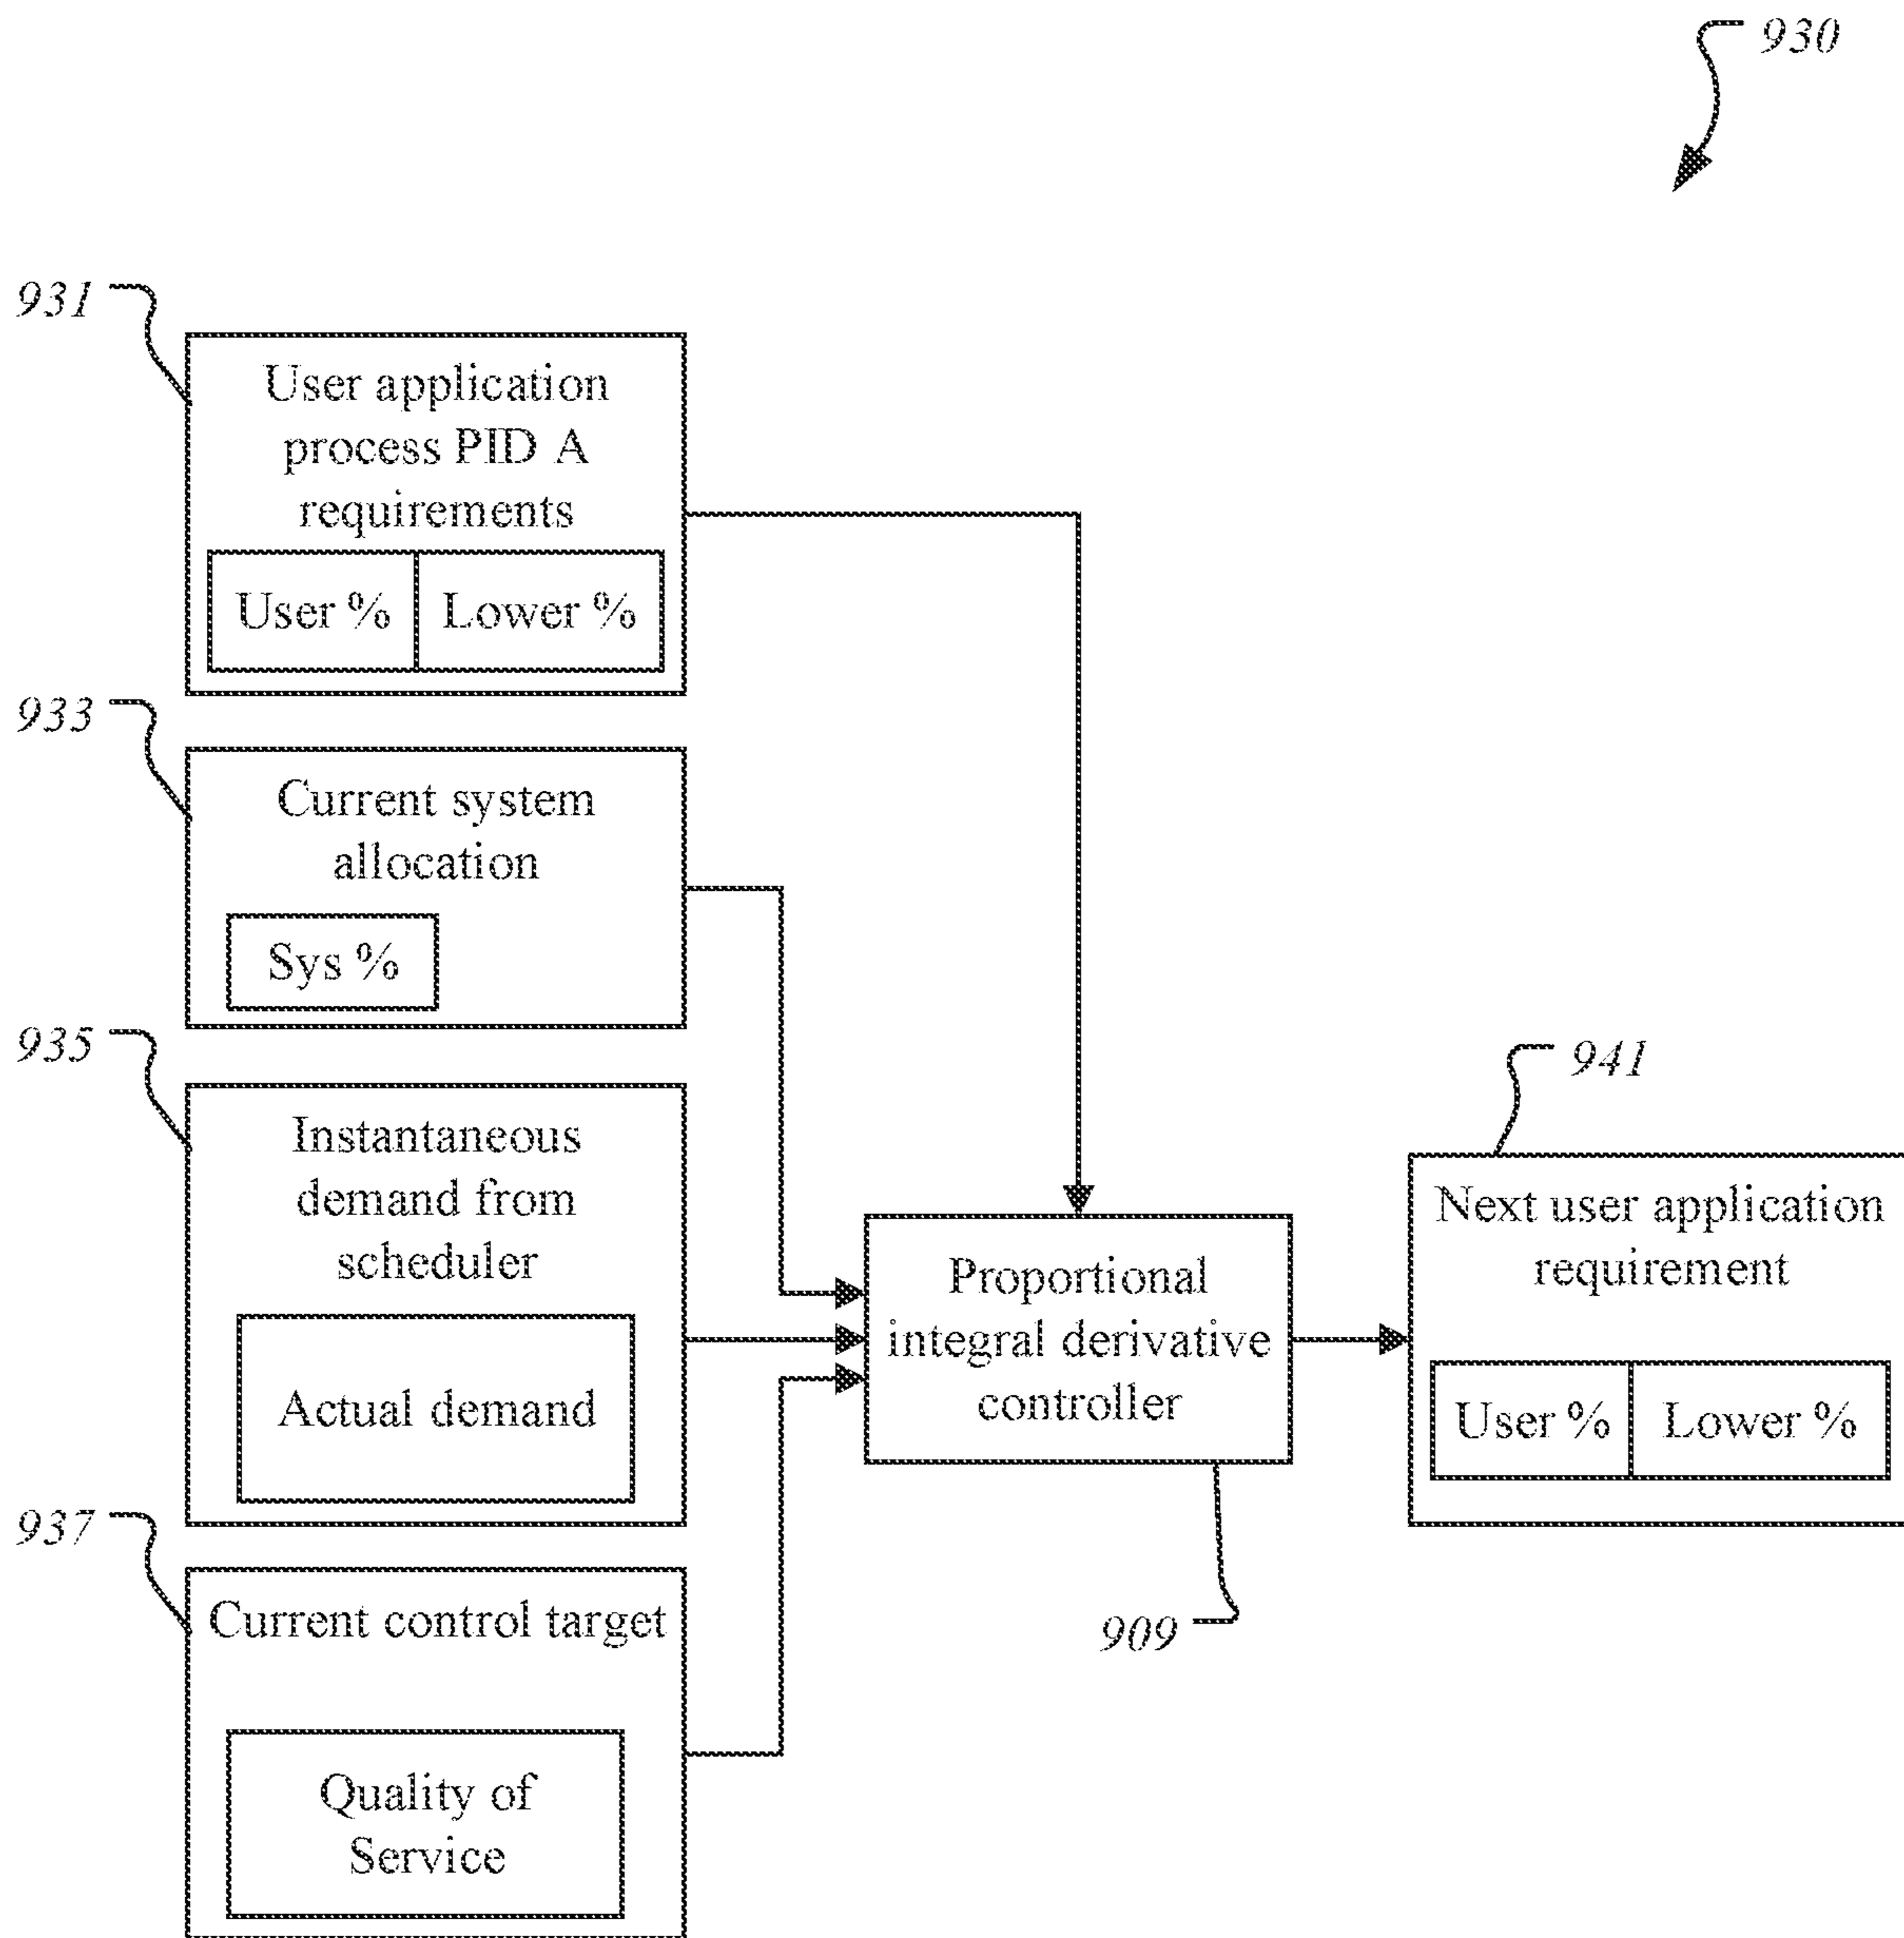 930
931
User application
process PID A
requirements
User % Lower %
933
Current system
allocation
Sys %
935
Instantaneous
demand from
scheduler
Actual demand
937
Current control target
Quality of
Service
Proportional
integral derivative
controller
909
941
Next user application
requirement
User % Lower %